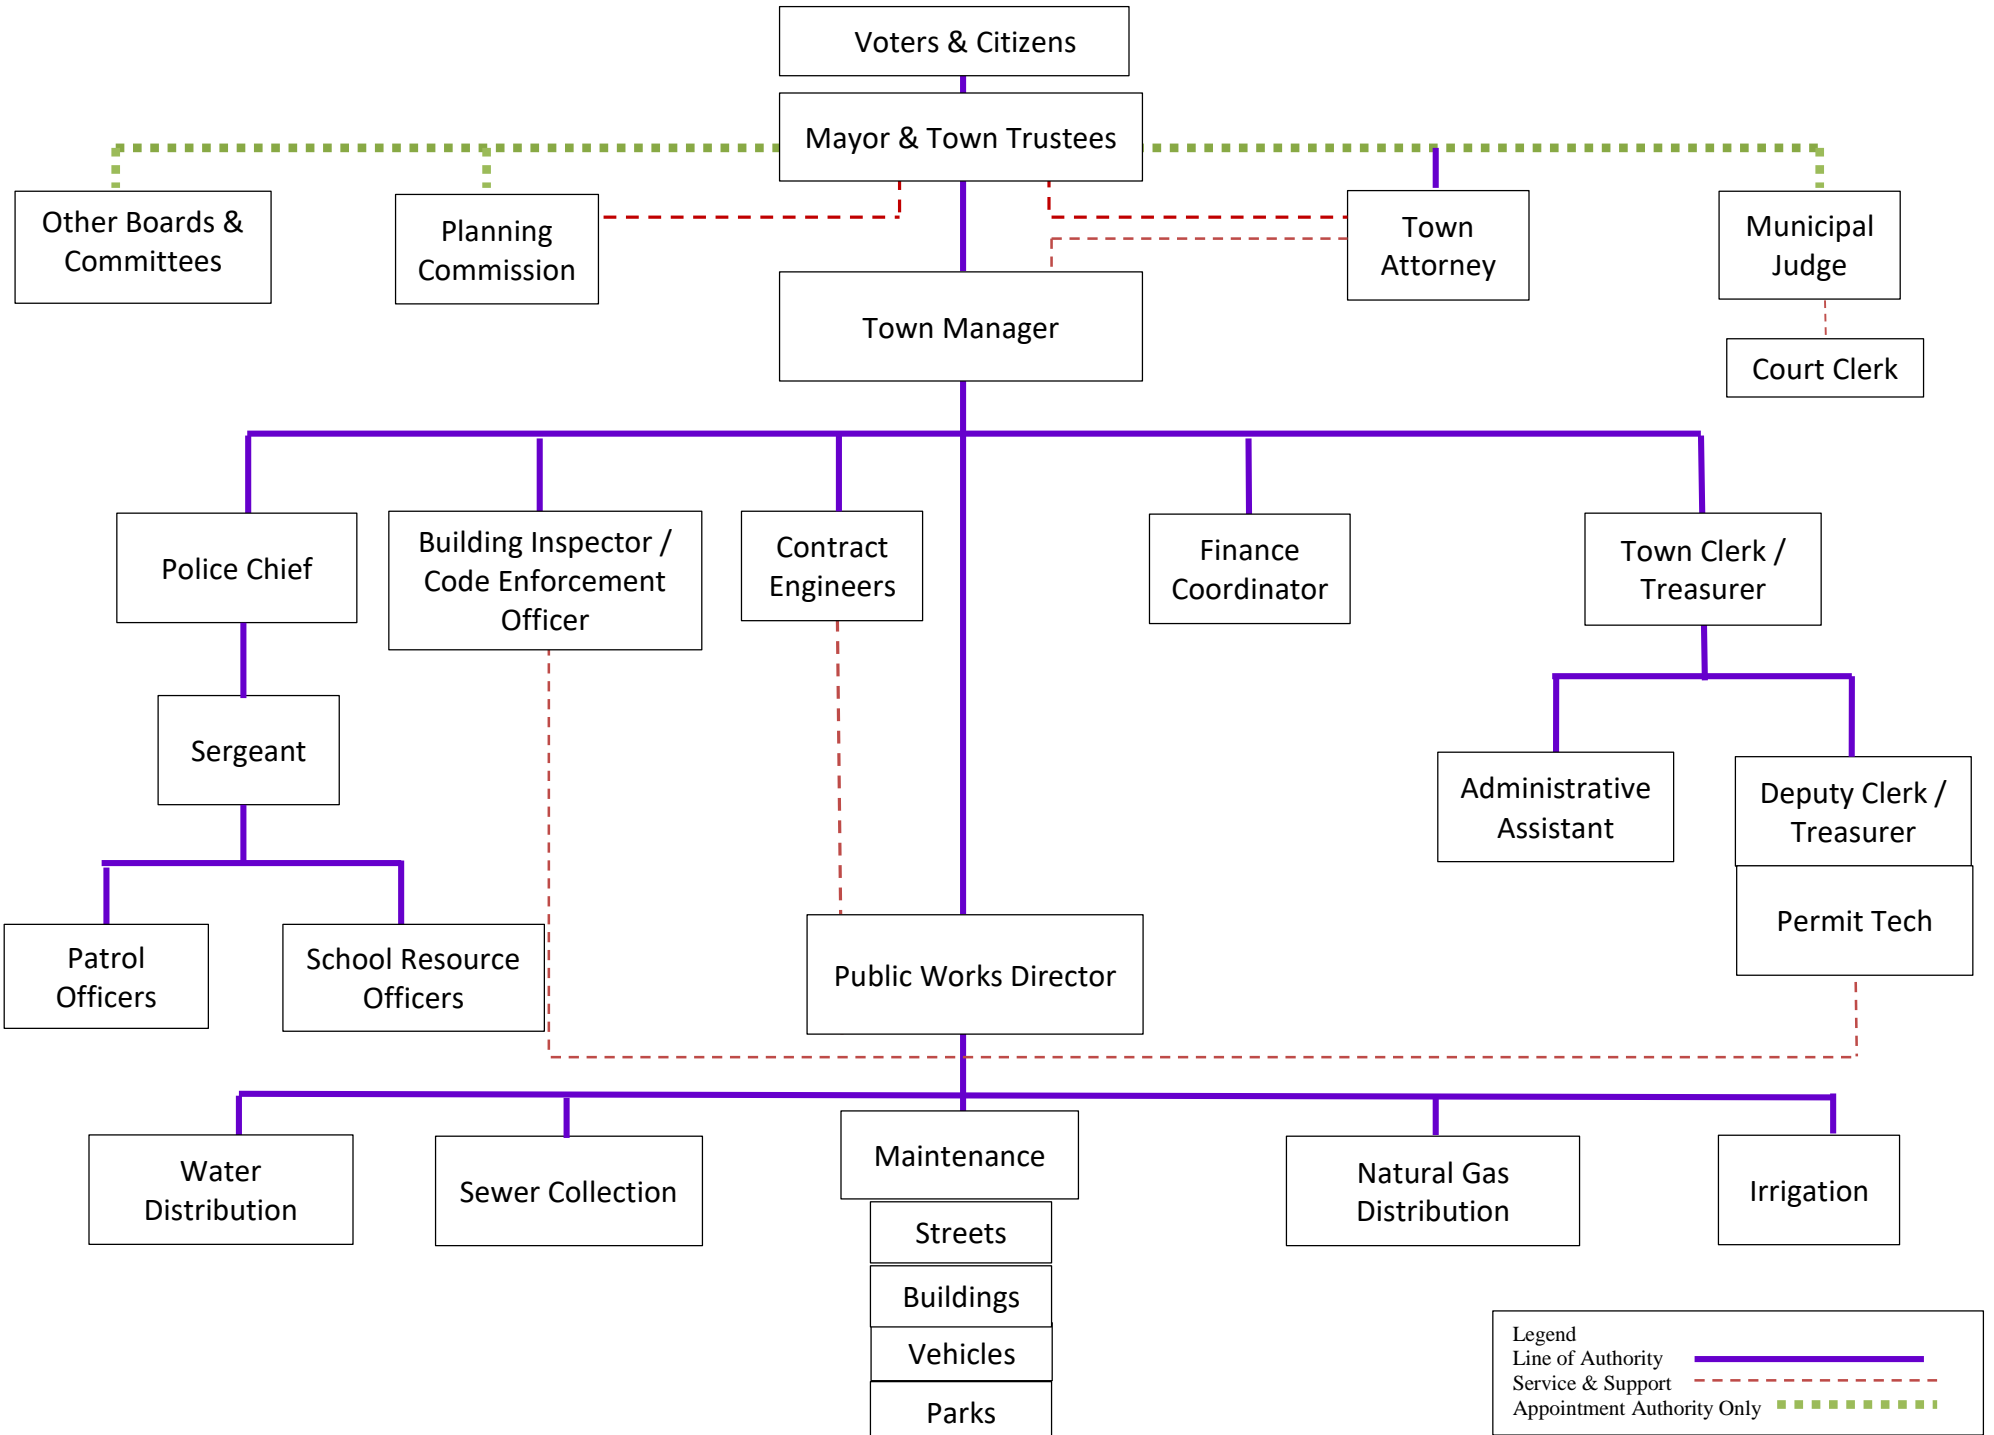 Voters & Citizens
Mayor & Town Trustees
Other Boards &
Committees
Planning
Commission
Town
Attorney
Municipal
Judge
Town Manager
Court Clerk
Police Chief
Building Inspector /
Code Enforcement
Officer
Contract
Engineers
Finance
Coordinator
Town Clerk /
Treasurer
Sergeant
Administrative
Assistant
Deputy Clerk /
Treasurer
Permit Tech
Patrol
Officers
School Resource
Officers
Public Works Director
Water
Distribution
Sewer Collection
Maintenance
Natural Gas
Distribution
Irrigation
Streets
Buildings
Vehicles
Parks
Legend
Line of Authority
Service & Support
Appointment Authority Only